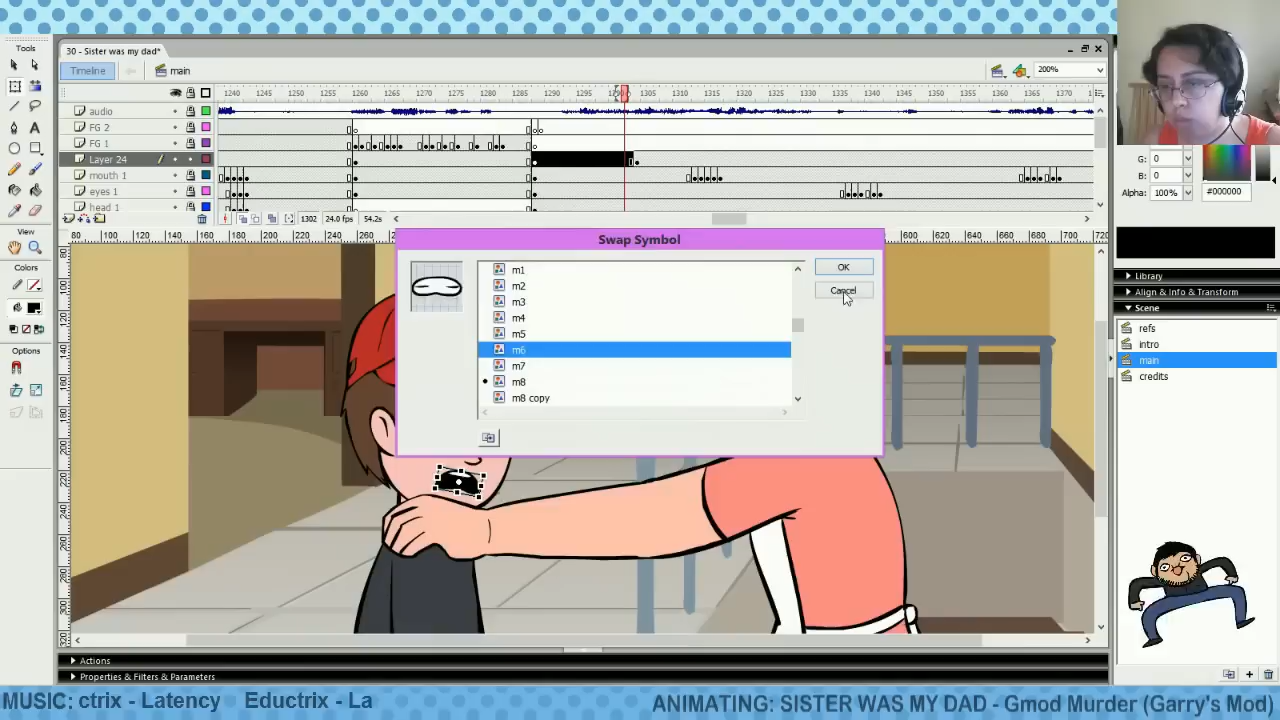 Tools
30 - Sister was my dad*
Timeline
main
200%
1240 1245 1250 1255 1260 1265 1270 1275 1280 1285 1290 1295 1305 1310 1315 1320 1325 1330 1335 1340 1345 1350 1355 1360 1365 1370
audio
FG 2
FG 1
Layer 24
mouth 1
eyes 1
head 1
1302 24.0 fps 54.2s
G: 0
B: 0
Alpha: 100% #000000
View
Colors
Options
Swap Symbol
m1
m2
m3
m4
m5
m6
m7
m8
m8 copy
OK
Cancel
Library
Align & Info & Transform
Scene
refs
intro
main
credits
Actions
Properties & Filters & Parameters
MUSIC: ctrix - Latency Eductrix - La
ANIMATING: SISTER WAS MY DAD - Gmod Murder (Garry's Mod)